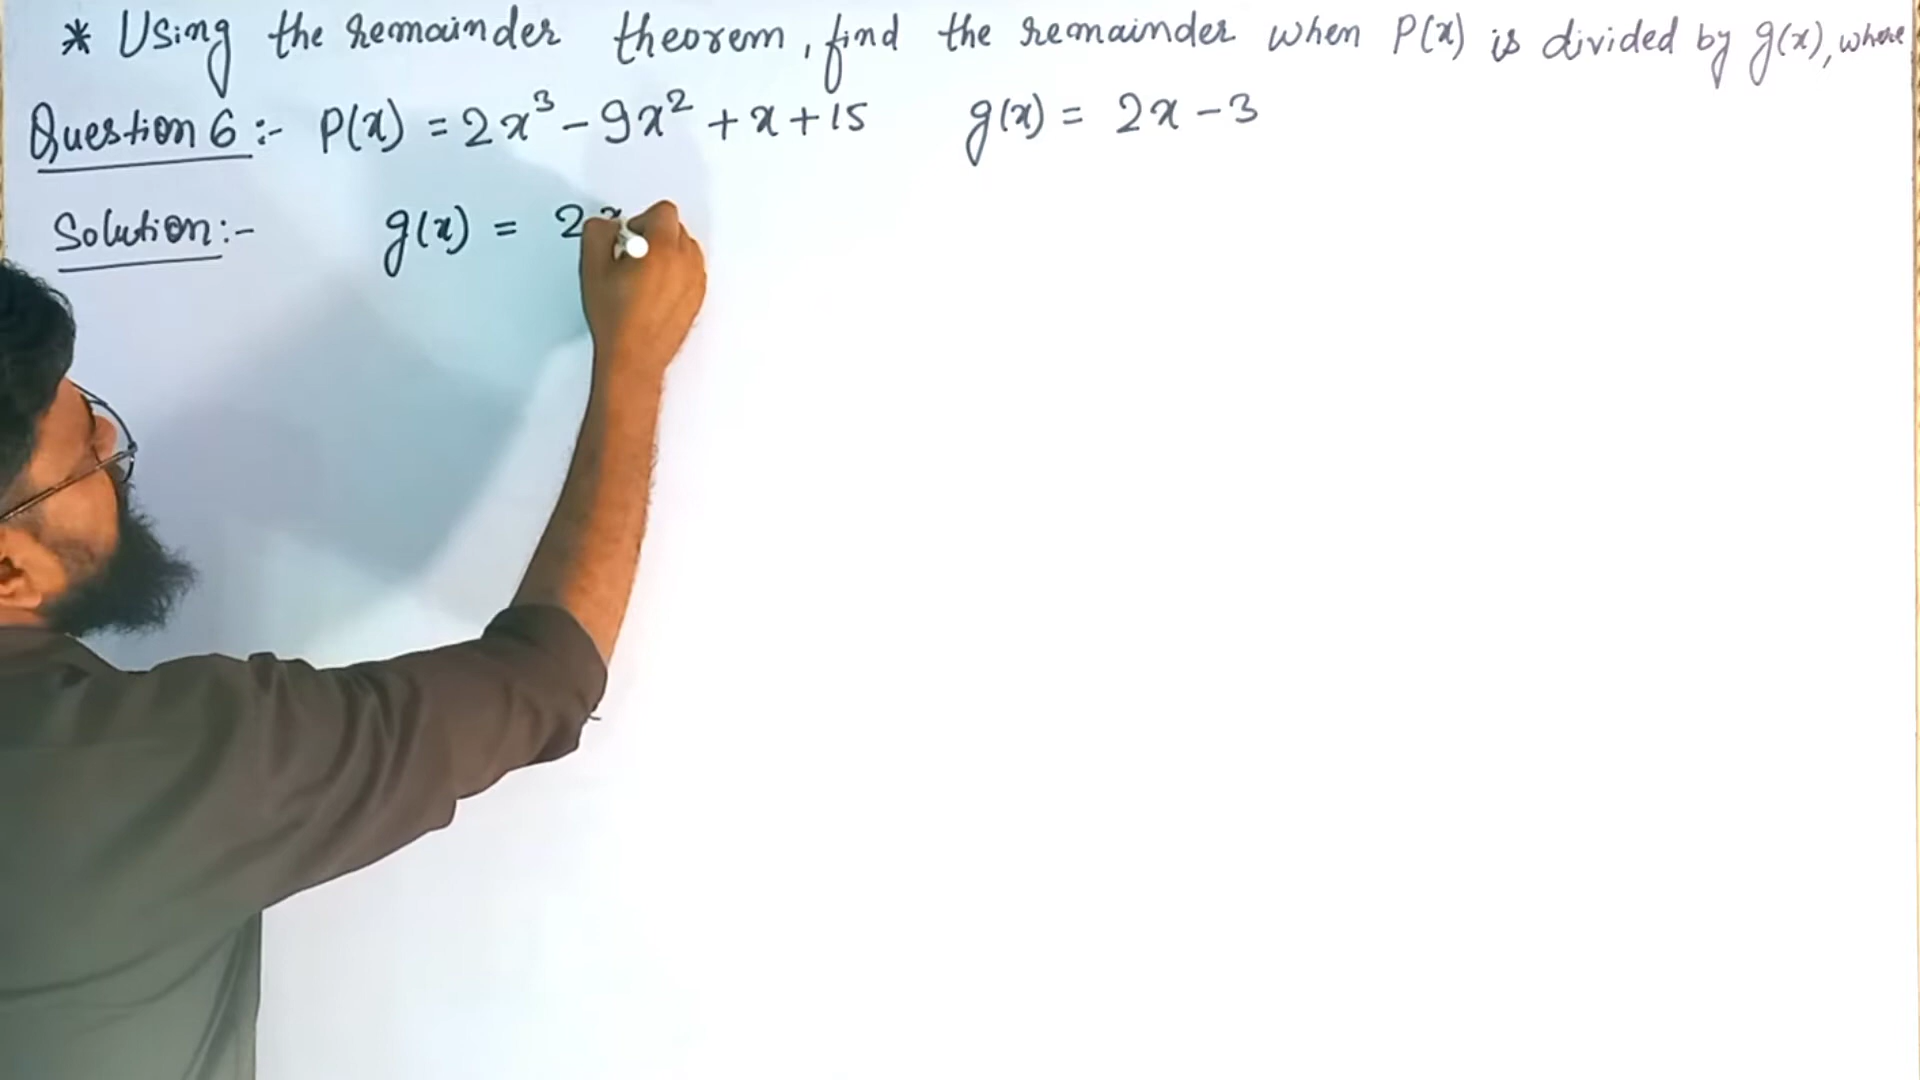 * Using the remainder theorem, find the remainder when P(x) is divided by g(x), where
Question 6:- P(x) = 2x³ - 9x² + x + 15 g(x) = 2x - 3
Solution:- g(x) = 2x